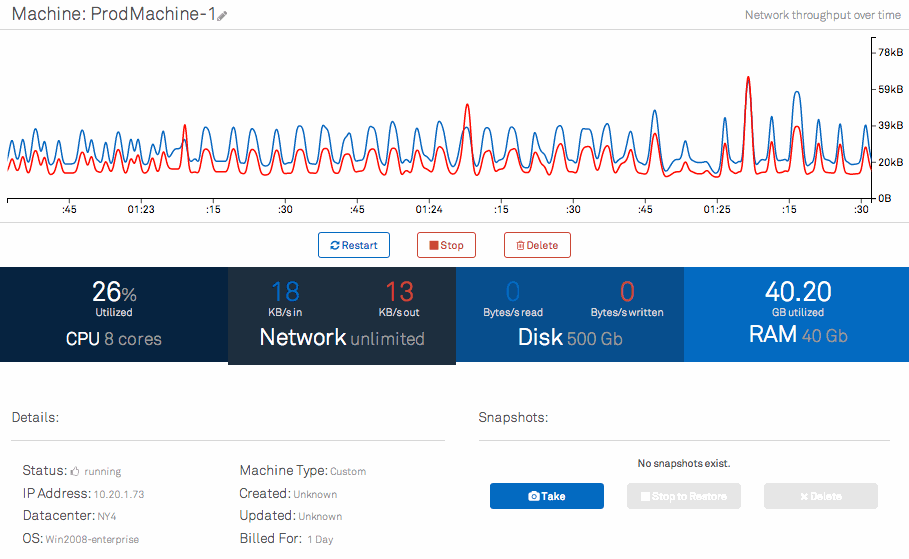 Machine: ProdMachine-1
Network throughput over time
78kB
59kB
39kB
20kB
0B
:45 01:23 :15 :30 :45 01:24 :15 :30 :45 01:25 :15 :30
Restart Stop Delete
26% 18 13 0 0 40.20
Utilized KB/s in KB/s out Bytes/s read Bytes/s written GB utilized
CPU 8 cores Network unlimited Disk 500 Gb RAM 40 Gb
Details:
Status: running
IP Address: 10.20.1.73
Datacenter: NY4
OS: Win2008-enterprise
Machine Type: Custom
Created: Unknown
Updated: Unknown
Billed For: 1 Day
Snapshots:
No snapshots exist.
Take Stop to Restore Delete